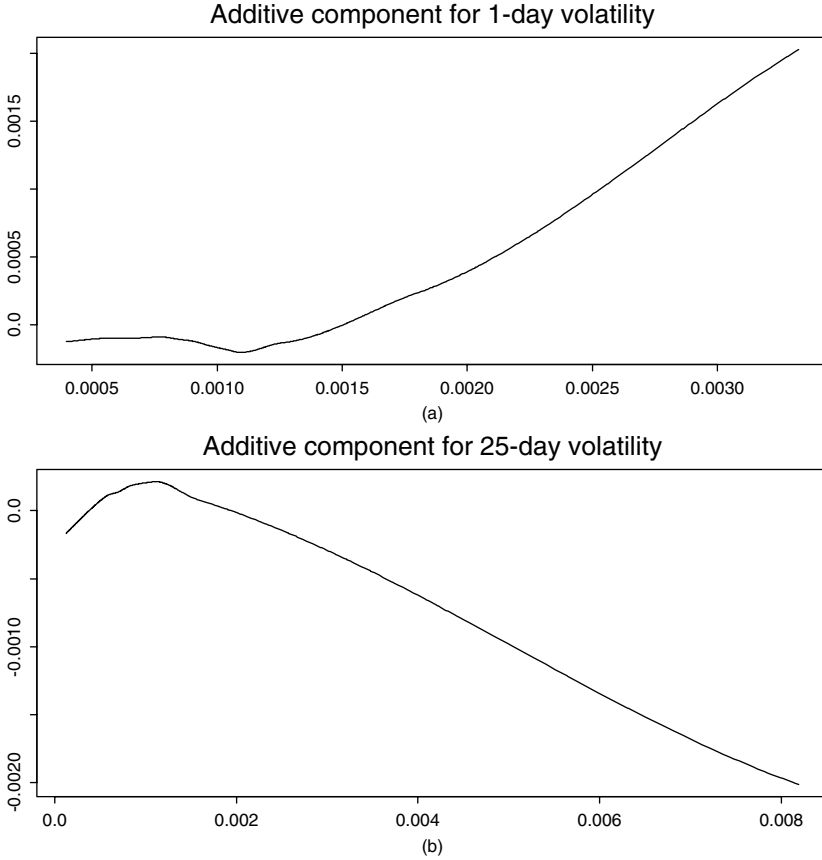 Additive component for 1-day volatility
0.0015
0.0005
0.0
0.0005 0.0010 0.0015 0.0020 0.0025 0.0030
(a)
Additive component for 25-day volatility
0.0
-0.0010
-0.0020
0.0 0.002 0.004 0.006 0.008
(b)